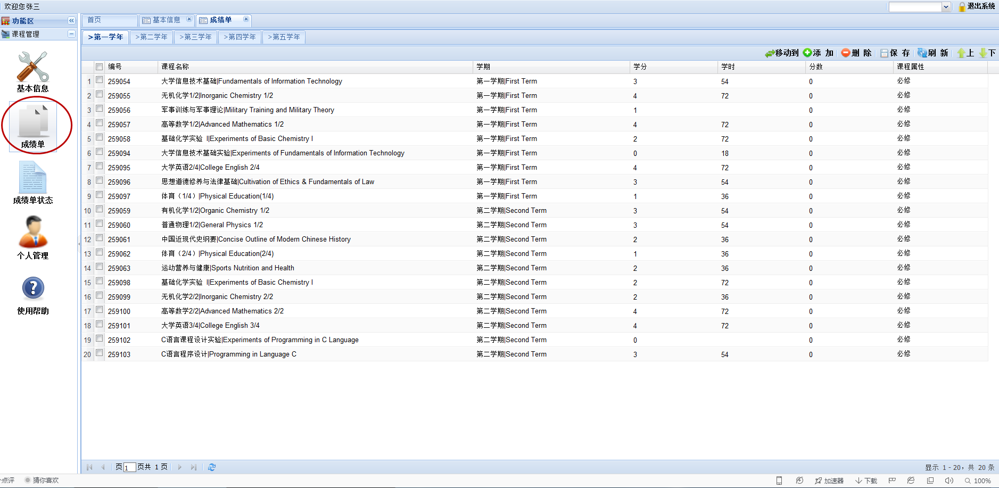 欢迎您张三
退出系统
功能区
课程管理
基本信息
成绩单
成绩单状态
个人管理
使用帮助
首页 基本信息 成绩单
>第一学年 >第二学年 >第三学年 >第四学年 >第五学年
移动到 添 加 删 除 保 存 刷 新 上 下
编号 课程名称 学期 学分 学时 分数 课程属性
1 259054 大学信息技术基础|Fundamentals of Information Technology 第一学期|First Term 3 54 0 必修
2 259055 无机化学1/2|Inorganic Chemistry 1/2 第一学期|First Term 4 72 0 必修
3 259056 军事训练与军事理论|Military Training and Military Theory 第一学期|First Term 1 0 必修
4 259057 高等数学1/2|Advanced Mathematics 1/2 第一学期|First Term 4 72 0 必修
5 259058 基础化学实验 I|Experiments of Basic Chemistry I 第一学期|First Term 2 72 0 必修
6 259094 大学信息技术基础实验|Experiments of Fundamentals of Information Technology 第一学期|First Term 0 18 0 必修
7 259095 大学英语2/4|College English 2/4 第一学期|First Term 4 72 0 必修
8 259096 思想道德修养与法律基础|Cultivation of Ethics & Fundamentals of Law 第一学期|First Term 3 54 0 必修
9 259097 体育（1/4）|Physical Education(1/4) 第一学期|First Term 1 36 0 必修
10 259059 有机化学1/2|Organic Chemistry 1/2 第二学期|Second Term 3 54 0 必修
11 259060 普通物理1/2|General Physics 1/2 第二学期|Second Term 3 54 0 必修
12 259061 中国近现代史纲要|Concise Outline of Modern Chinese History 第二学期|Second Term 2 36 0 必修
13 259062 体育（2/4）|Physical Education(2/4) 第二学期|Second Term 1 36 0 必修
14 259063 运动营养与健康|Sports Nutrition and Health 第二学期|Second Term 2 36 0 必修
15 259098 基础化学实验 I|Experiments of Basic Chemistry I 第二学期|Second Term 2 72 0 必修
16 259099 无机化学2/2|Inorganic Chemistry 2/2 第二学期|Second Term 2 36 0 必修
17 259100 高等数学2/2|Advanced Mathematics 2/2 第二学期|Second Term 4 72 0 必修
18 259101 大学英语3/4|College English 3/4 第二学期|Second Term 4 72 0 必修
19 259102 C语言课程设计实验|Experiments of Programming in C Language 第二学期|Second Term 0 0 必修
20 259103 C语言程序设计|Programming in Language C 第二学期|Second Term 3 54 0 必修
页 1 页共 1 页
显示 1 - 20，共 20 条
点评 猜你喜欢
加速器 下载 100%